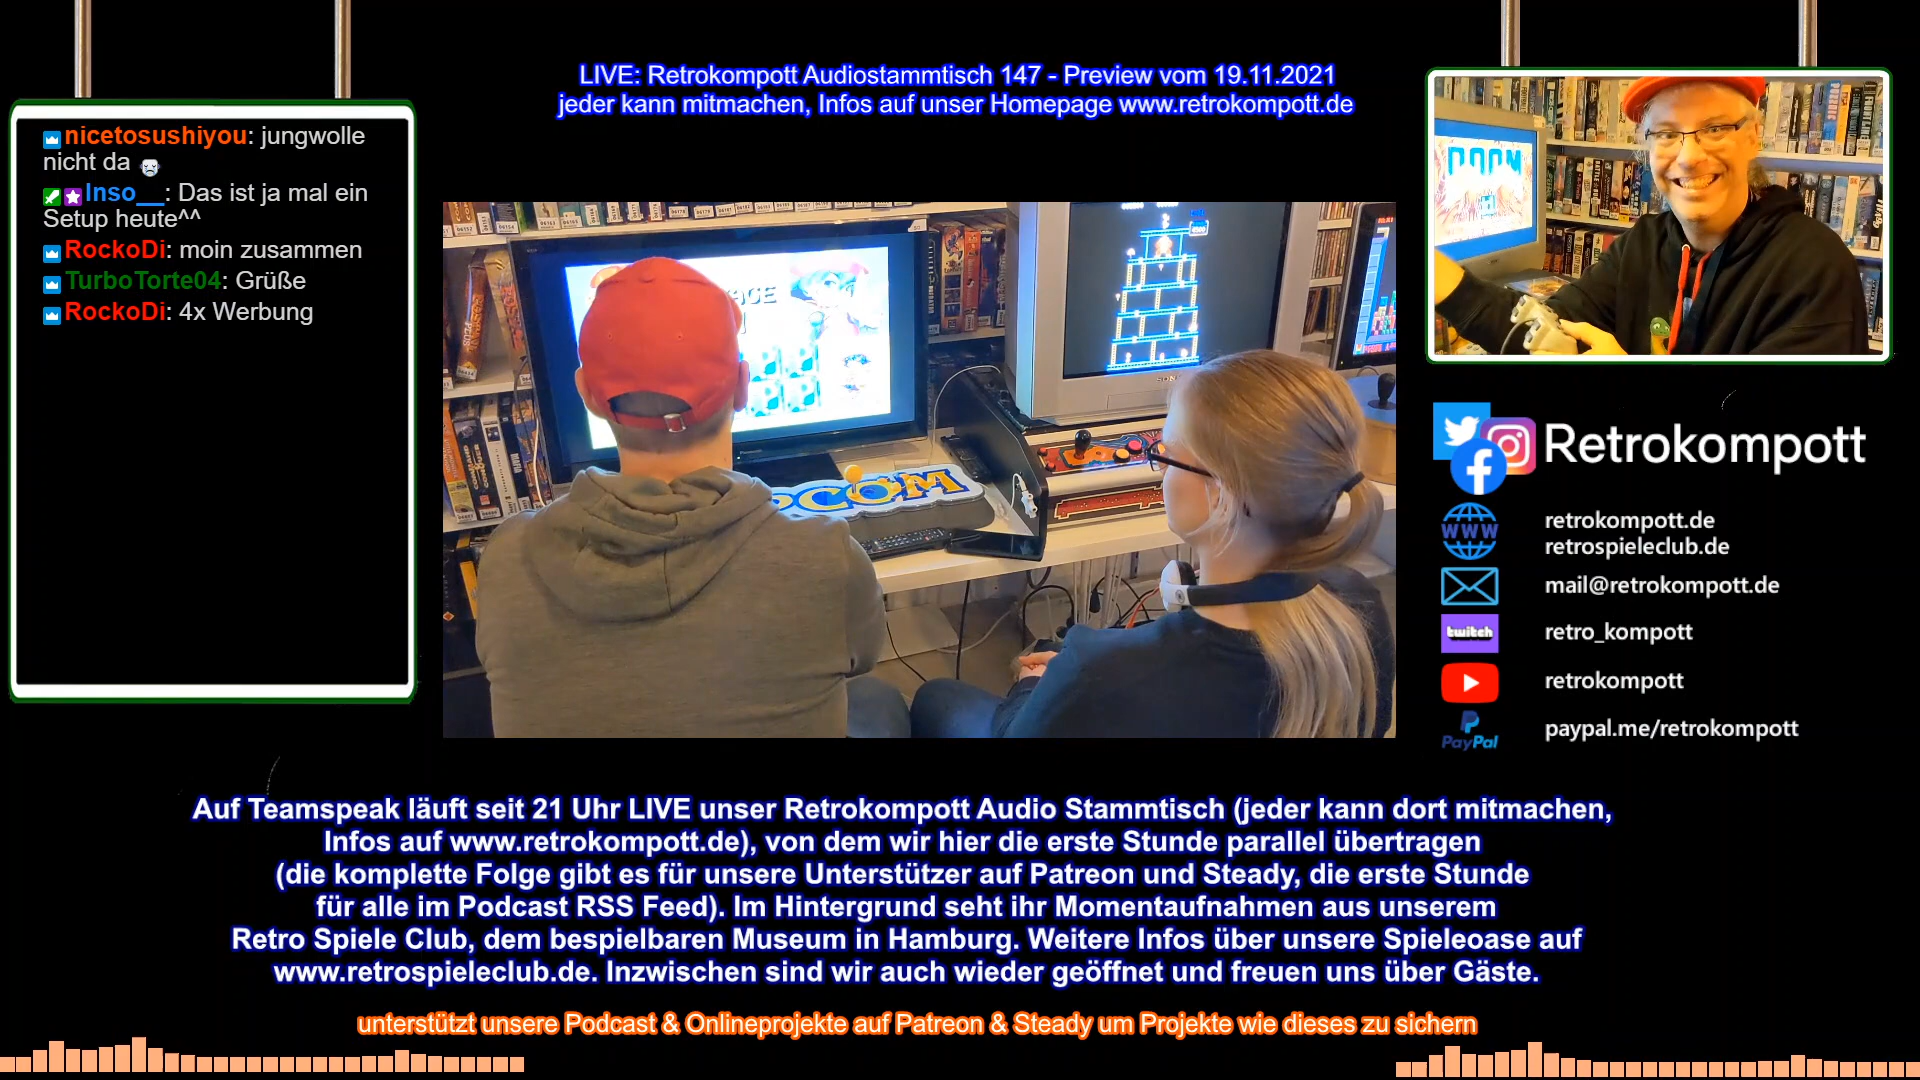 LIVE: Retrokompott Audiostammtisch 147 - Preview vom 19.11.2021
jeder kann mitmachen, Infos auf unser Homepage www.retrokompott.de
nicetosushiyou: jungwolle
nicht da
Inso__: Das ist ja mal ein
Setup heute^^
RockoDi: moin zusammen
TurboTorte04: Grüße
RockoDi: 4x Werbung
DOOM
SONY
Retrokompott
WWW
retrokompott.de
retrospieleclub.de
mail@retrokompott.de
twitch
retro_kompott
retrokompott
PayPal
paypal.me/retrokompott
Auf Teamspeak läuft seit 21 Uhr LIVE unser Retrokompott Audio Stammtisch (jeder kann dort mitmachen,
Infos auf www.retrokompott.de), von dem wir hier die erste Stunde parallel übertragen
(die komplette Folge gibt es für unsere Unterstützer auf Patreon und Steady, die erste Stunde
für alle im Podcast RSS Feed). Im Hintergrund seht ihr Momentaufnahmen aus unserem
Retro Spiele Club, dem bespielbaren Museum in Hamburg. Weitere Infos über unsere Spieleoase auf
www.retrospieleclub.de. Inzwischen sind wir auch wieder geöffnet und freuen uns über Gäste.
unterstützt unsere Podcast & Onlineprojekte auf Patreon & Steady um Projekte wie dieses zu sichern